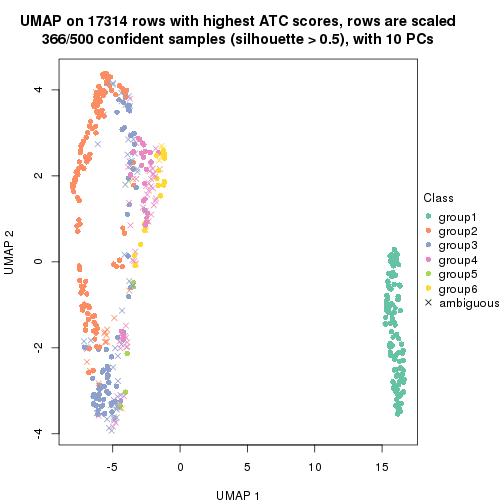 UMAP on 17314 rows with highest ATC scores, rows are scaled
366/500 confident samples (silhouette > 0.5), with 10 PCs
4
2
0
-2
-4
UMAP 2
-5
0
5
10
15
UMAP 1
Class
group1
group2
group3
group4
group5
group6
ambiguous